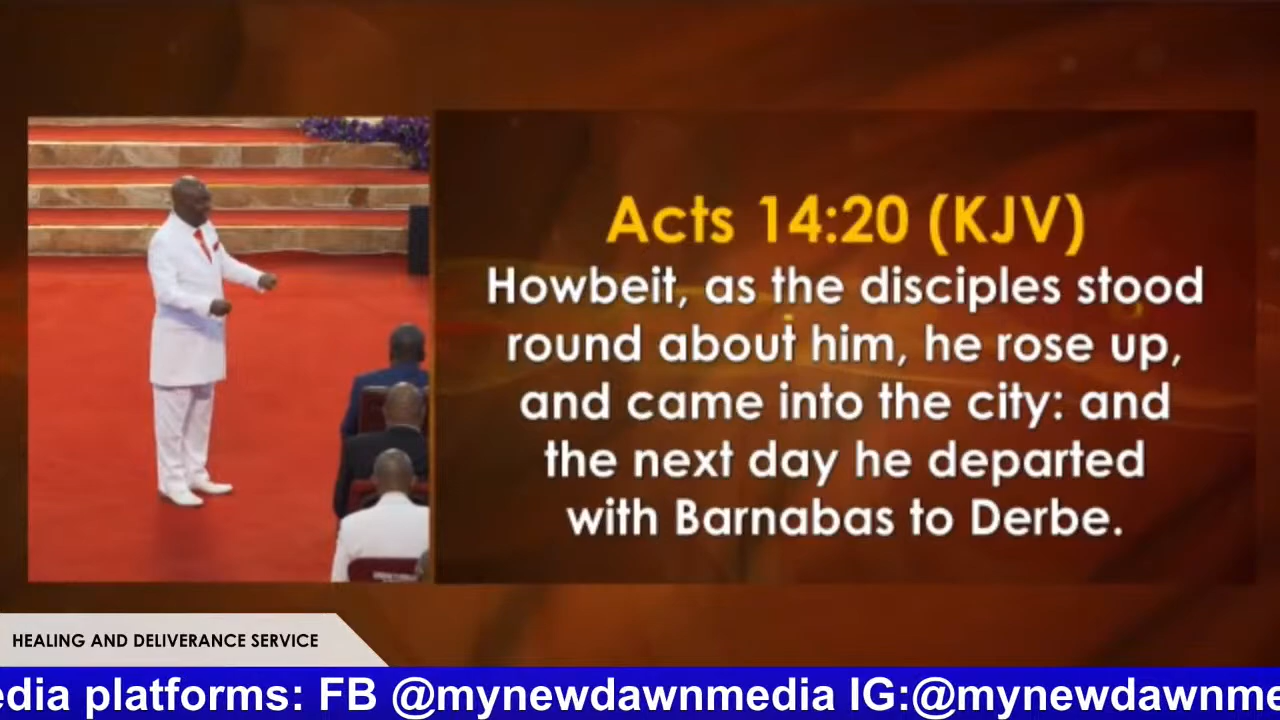 Acts 14:20 (KJV)
Howbeit, as the disciples stood
round about him, he rose up,
and came into the city: and
the next day he departed
with Barnabas to Derbe.
HEALING AND DELIVERANCE SERVICE
edia platforms: FB @mynewdawnmedia IG:@mynewdawnme